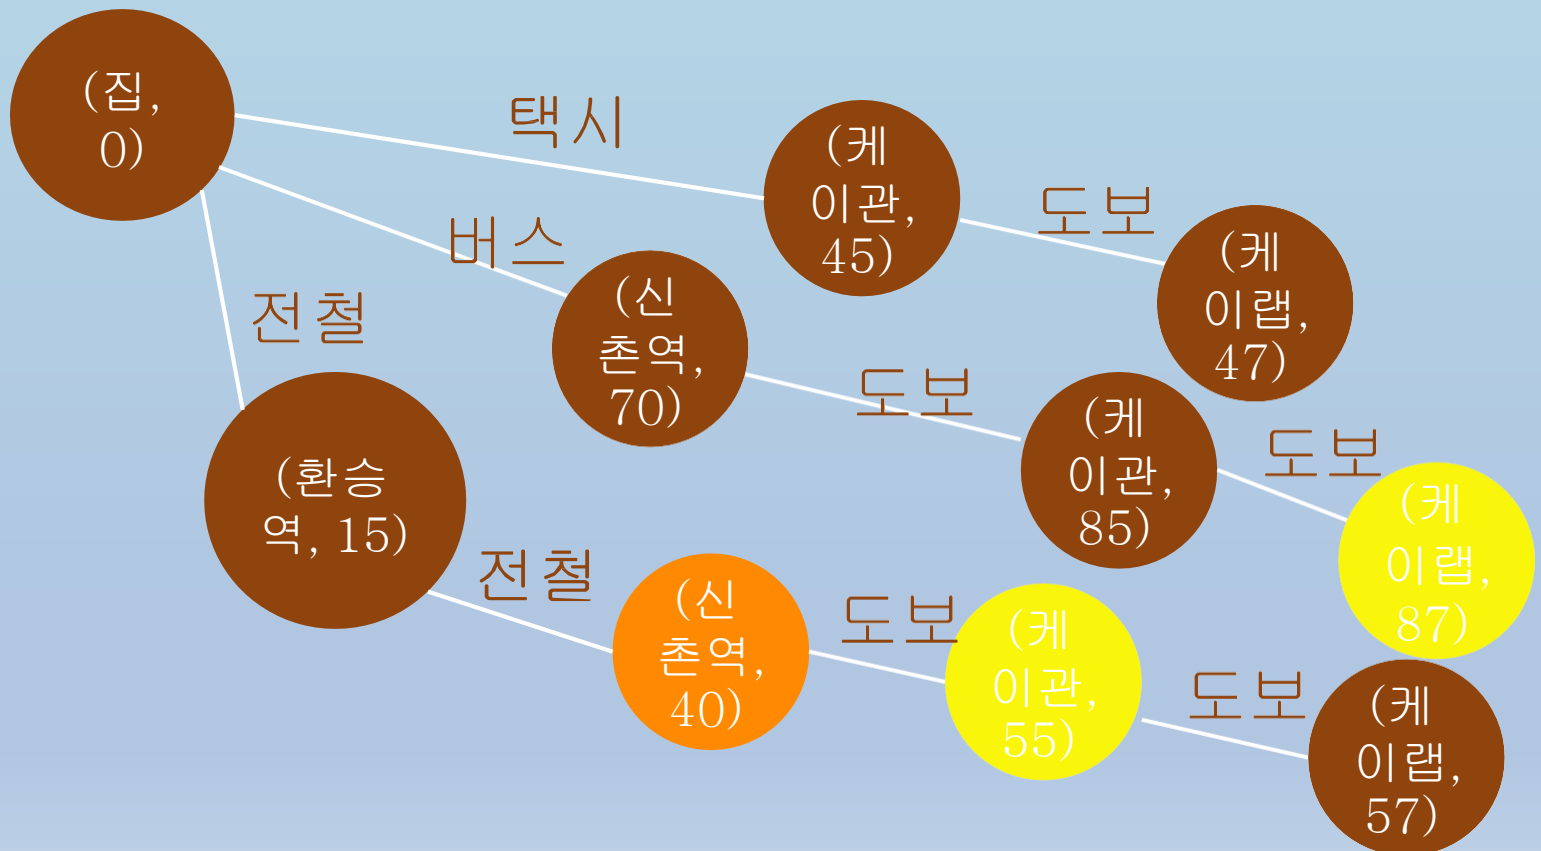 (집,
0)
택시
(케
이관,
45)
도보
(케
이랩,
47)
버스
(신
촌역,
70)
도보
(케
이관,
85)
도보
(케
이랩,
87)
전철
(환승
역, 15)
전철
(신
촌역,
40)
도보
(케
이관,
55)
도보
(케
이랩,
57)